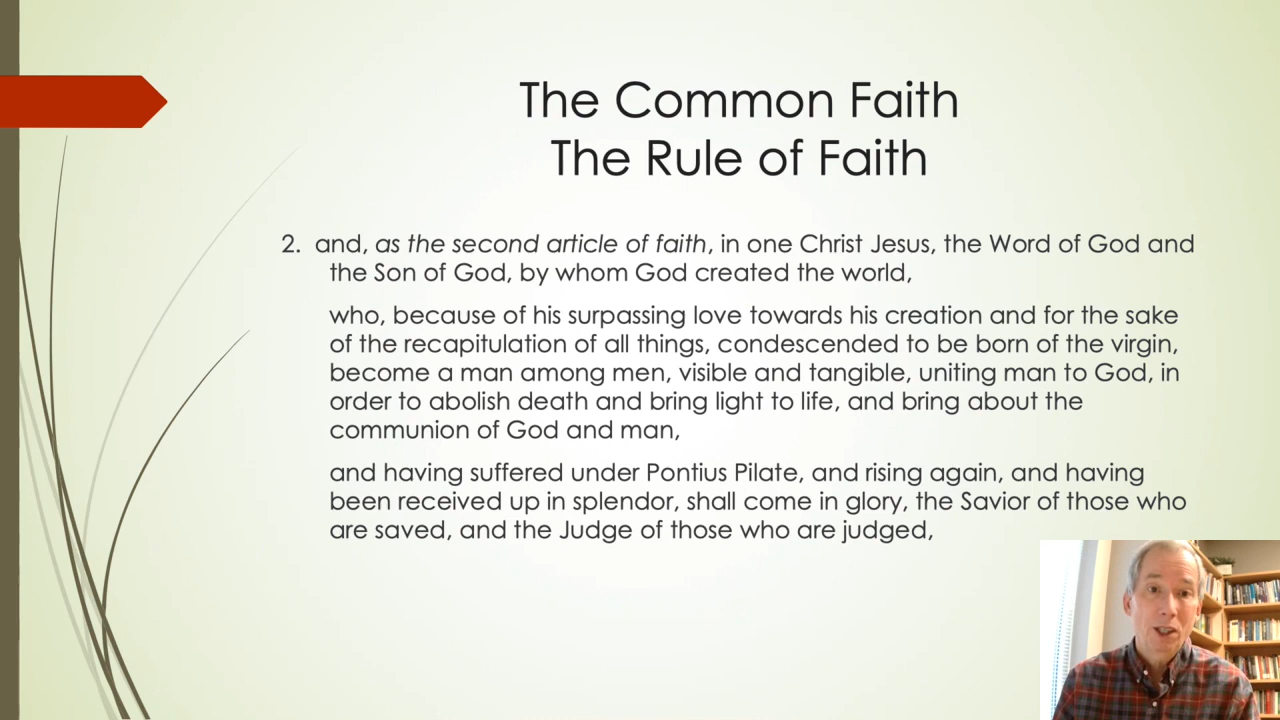 The Common Faith
The Rule of Faith
2. and, as the second article of faith, in one Christ Jesus, the Word of God and
the Son of God, by whom God created the world,
who, because of his surpassing love towards his creation and for the sake
of the recapitulation of all things, condescended to be born of the virgin,
become a man among men, visible and tangible, uniting man to God, in
order to abolish death and bring light to life, and bring about the
communion of God and man,
and having suffered under Pontius Pilate, and rising again, and having
been received up in splendor, shall come in glory, the Savior of those who
are saved, and the Judge of those who are judged,